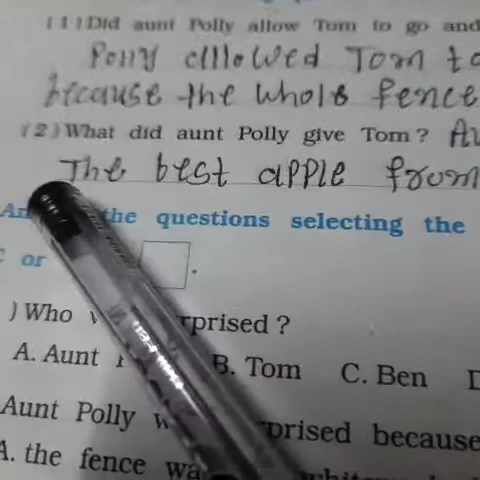 (1) Did aunt Polly allow Tom to go and
Polly allowed Tom to
because the whole fence
(2) What did aunt Polly give Tom?
The best apple from
the questions selecting the
or .
) Who rprised ?
A. Aunt B. Tom C. Ben
Aunt Polly prised because
A. the fence